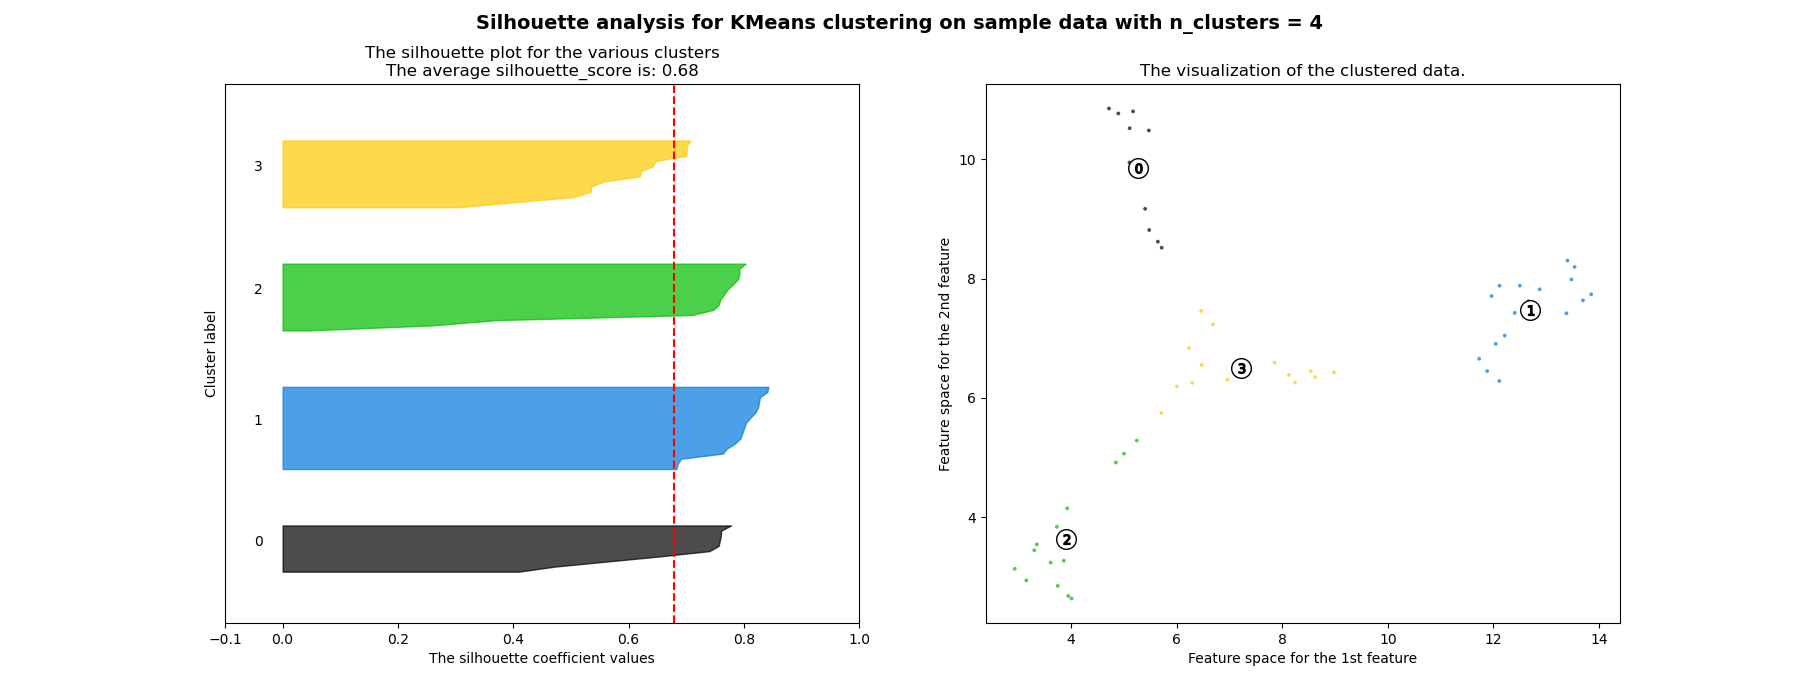 Silhouette analysis for KMeans clustering on sample data with n_clusters = 4
The silhouette plot for the various clusters
The average silhouette_score is: 0.68
3
2
1
0
Cluster label
−0.1 0.0 0.2 0.4 0.6 0.8 1.0
The silhouette coefficient values
The visualization of the clustered data.
10
8
6
4
Feature space for the 2nd feature
0
1
3
2
4 6 8 10 12 14
Feature space for the 1st feature